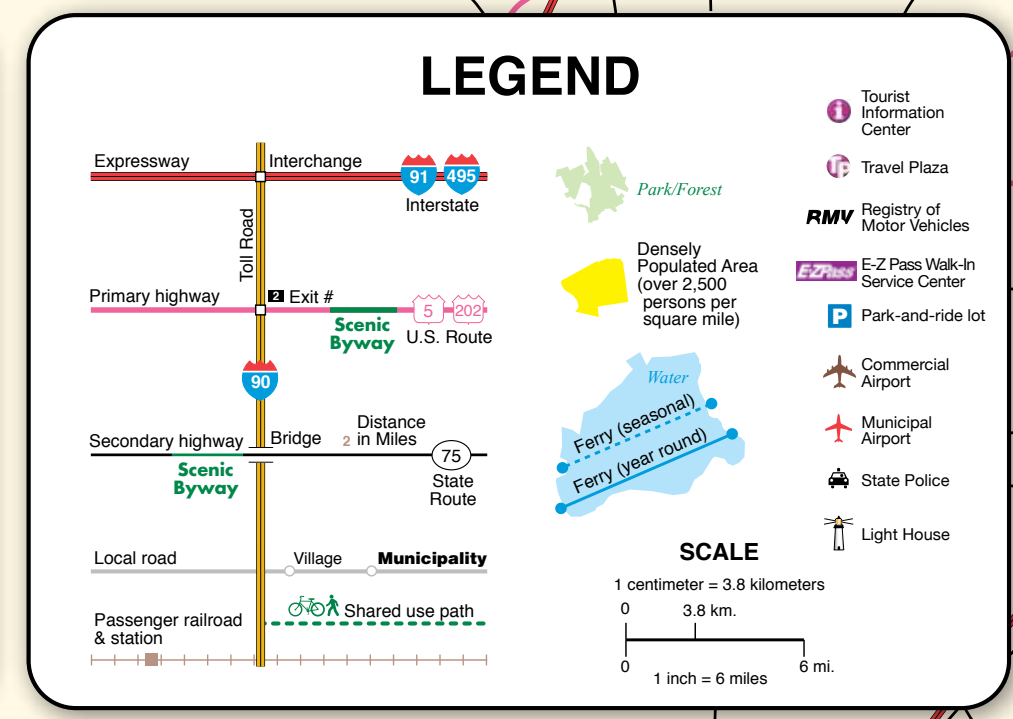 LEGEND
Expressway
Interchange
91
495
Interstate
Toll Road
Primary highway
2 Exit #
Scenic
Byway
5
202
U.S. Route
90
Secondary highway
Bridge
2
Distance
in Miles
75
State
Route
Scenic
Byway
Local road
Village
Municipality
Shared use path
Passenger railroad
& station
Park/Forest
Densely
Populated Area
(over 2,500
persons per
square mile)
Water
Ferry (seasonal)
Ferry (year round)
SCALE
1 centimeter = 3.8 kilometers
0
3.8 km.
0
6 mi.
1 inch = 6 miles
i
Tourist
Information
Center
TP
Travel Plaza
RMV
Registry of
Motor Vehicles
E-ZPass
E-Z Pass Walk-In
Service Center
P
Park-and-ride lot
Commercial
Airport
Municipal
Airport
State Police
Light House